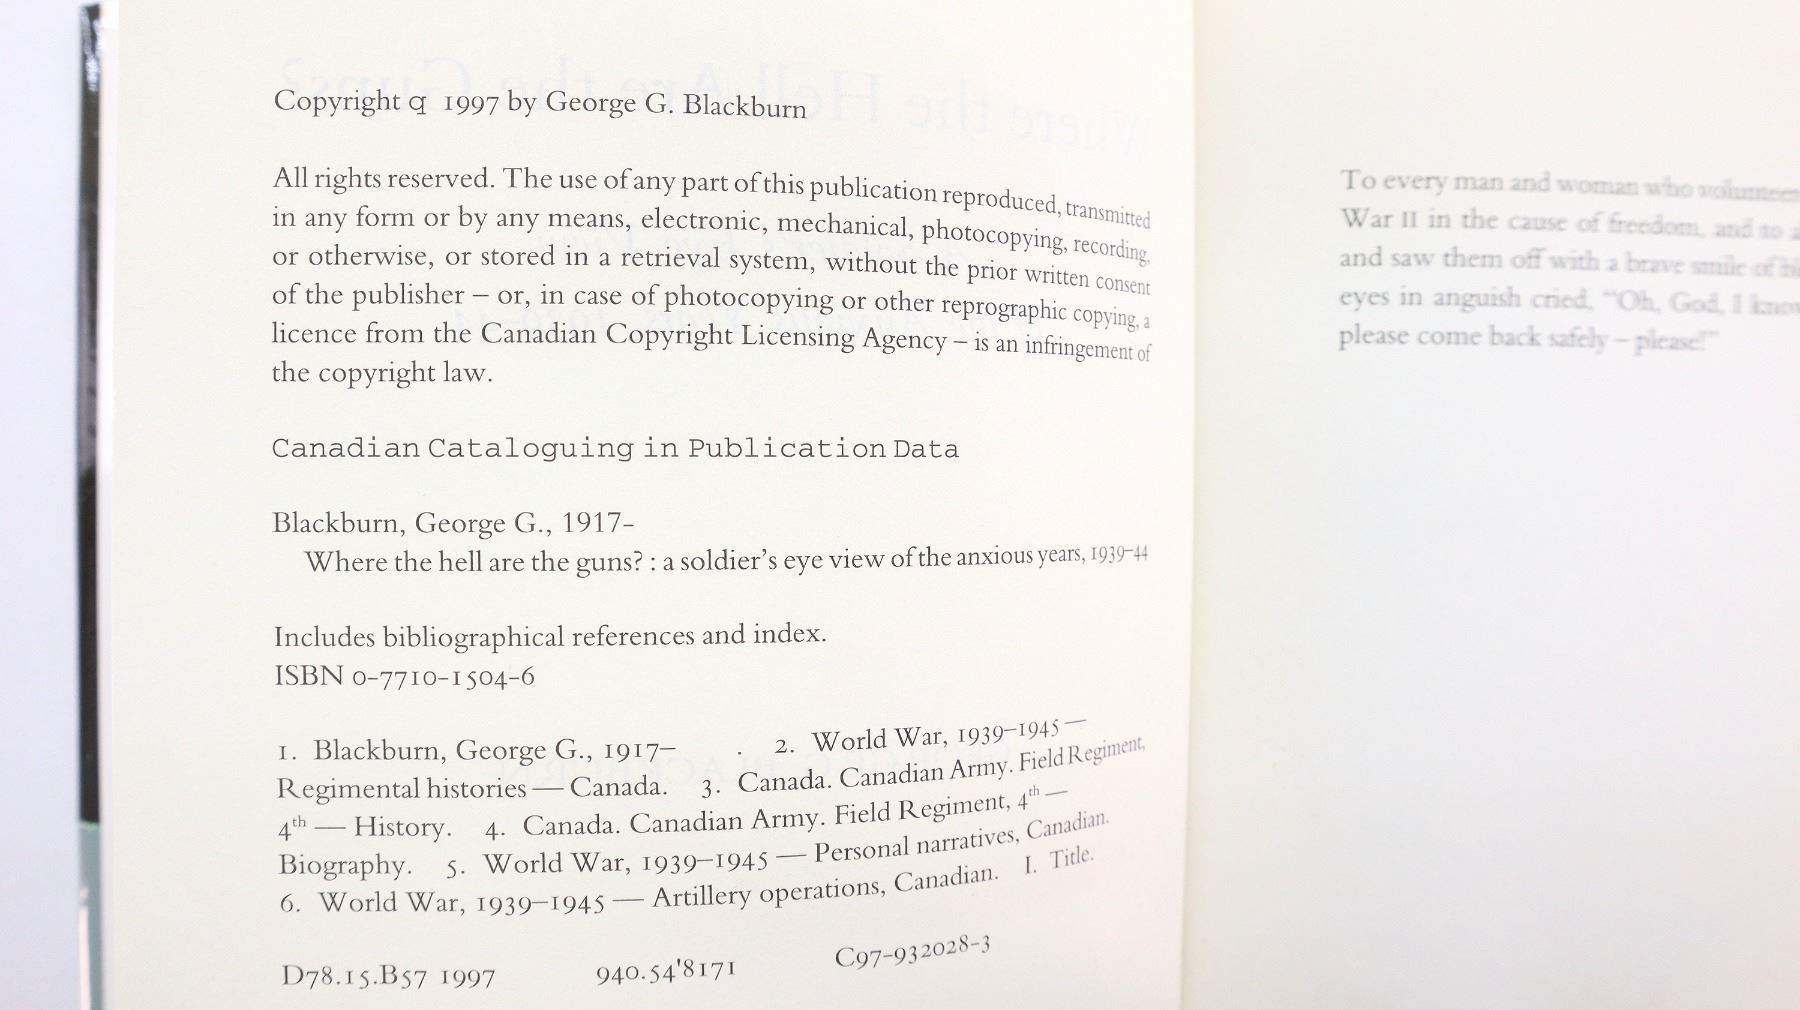 Copyright q 1997 by George G. Blackburn
All rights reserved. The use of any part of this publication reproduced, transmitted
in any form or by any means, electronic, mechanical, photocopying, recording,
or otherwise, or stored in a retrieval system, without the prior written consent
of the publisher – or, in case of photocopying or other reprographic copying, a
licence from the Canadian Copyright Licensing Agency – is an infringement of
the copyright law.
Canadian Cataloguing in Publication Data
Blackburn, George G., 1917–
Where the hell are the guns? : a soldier's eye view of the anxious years, 1939–44
Includes bibliographical references and index.
ISBN 0-7710-1504-6
1. Blackburn, George G., 1917– . 2. World War, 1939–1945 —
Regimental histories — Canada. 3. Canada. Canadian Army. Field Regiment,
4th — History. 4. Canada. Canadian Army. Field Regiment, 4th —
Biography. 5. World War, 1939–1945 — Personal narratives, Canadian.
6. World War, 1939–1945 — Artillery operations, Canadian. I. Title.
D78.15.B57 1997 940.54'8171 C97-932028-3
To every man and woman who
War II in the cause of freedom, and to
and saw them off with a brave smile of
eyes in anguish cried, "Oh, God, I
please come back safely – please!"